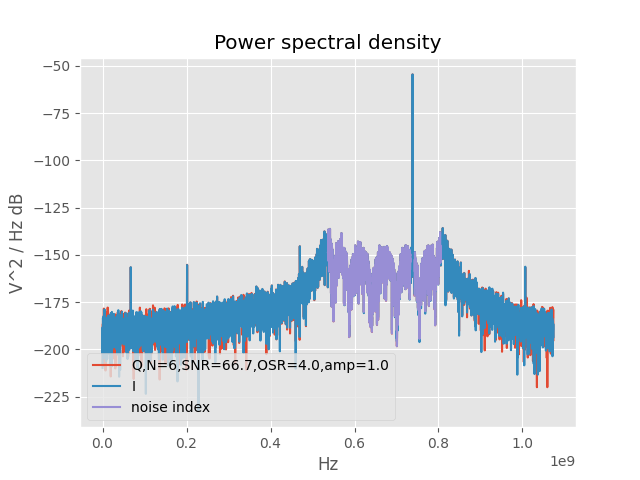 Power spectral density
V^2 / Hz dB
−50
−75
−100
−125
−150
−175
−200
−225
Q,N=6,SNR=66.7,OSR=4.0,amp=1.0
I
noise index
0.0 0.2 0.4 0.6 0.8 1.0
1e9
Hz